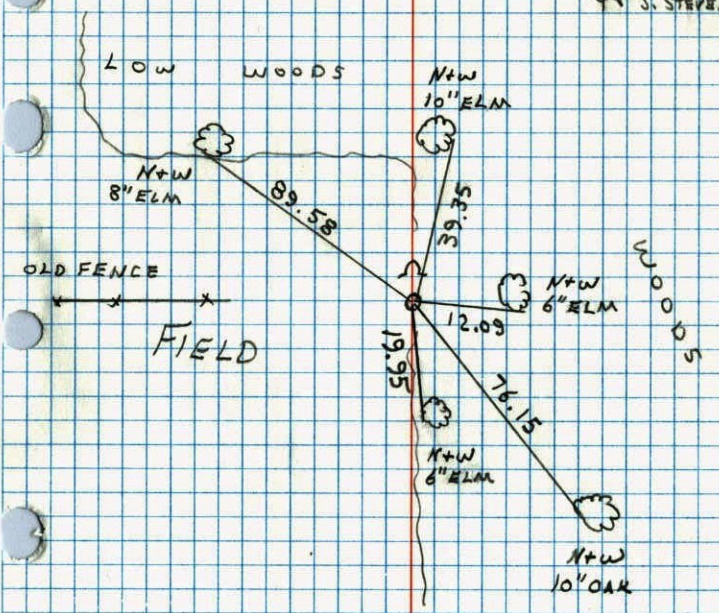 J. STEVE
LOW WOODS
N+W
10" ELM
N+W
8" ELM
89.58
39.35
OLD FENCE
N+W
6" ELM
12.09
WOODS
FIELD
19.95
76.15
N+W
6" ELM
N+W
10" OAK